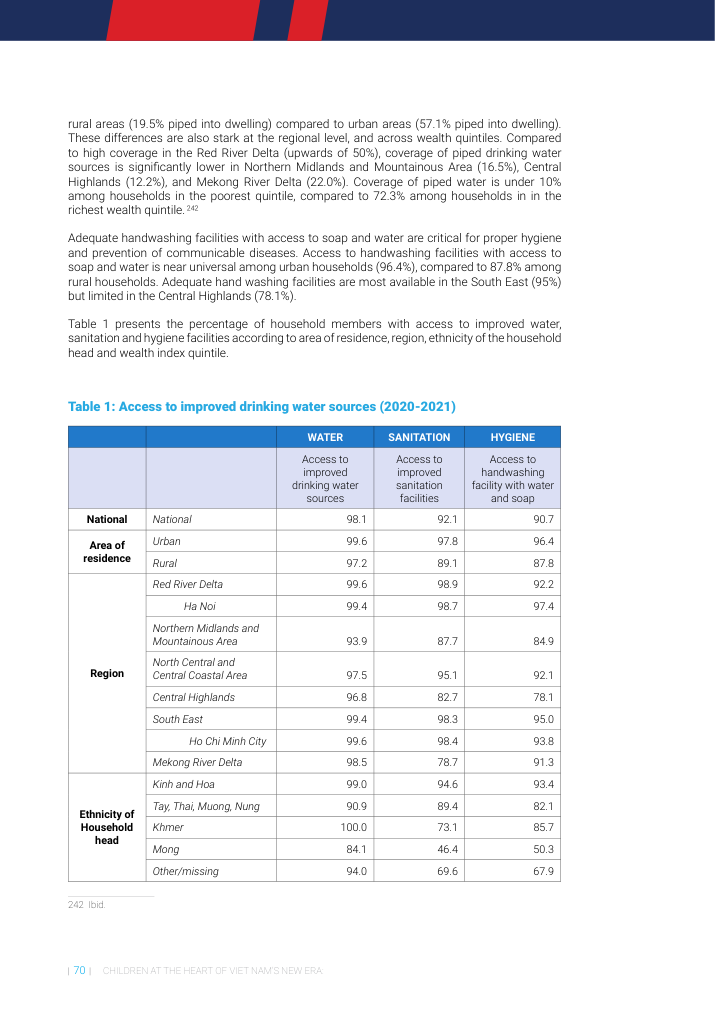 rural areas (19.5% piped into dwelling) compared to urban areas (57.1% piped into dwelling).
These differences are also stark at the regional level, and across wealth quintiles. Compared
to high coverage in the Red River Delta (upwards of 50%), coverage of piped drinking water
sources is significantly lower in Northern Midlands and Mountainous Area (16.5%), Central
Highlands (12.2%), and Mekong River Delta (22.0%). Coverage of piped water is under 10%
among households in the poorest quintile, compared to 72.3% among households in in the
richest wealth quintile. 242
Adequate handwashing facilities with access to soap and water are critical for proper hygiene
and prevention of communicable diseases. Access to handwashing facilities with access to
soap and water is near universal among urban households (96.4%), compared to 87.8% among
rural households. Adequate hand washing facilities are most available in the South East (95%)
but limited in the Central Highlands (78.1%).
Table 1 presents the percentage of household members with access to improved water,
sanitation and hygiene facilities according to area of residence, region, ethnicity of the household
head and wealth index quintile.
Table 1: Access to improved drinking water sources (2020-2021)
WATER SANITATION HYGIENE
Access to improved drinking water sources Access to improved sanitation facilities Access to handwashing facility with water and soap
National National 98.1 92.1 90.7
Area of residence Urban 99.6 97.8 96.4
Rural 97.2 89.1 87.8
Region Red River Delta 99.6 98.9 92.2
Ha Noi 99.4 98.7 97.4
Northern Midlands and Mountainous Area 93.9 87.7 84.9
North Central and Central Coastal Area 97.5 95.1 92.1
Central Highlands 96.8 82.7 78.1
South East 99.4 98.3 95.0
Ho Chi Minh City 99.6 98.4 93.8
Mekong River Delta 98.5 78.7 91.3
Ethnicity of Household head Kinh and Hoa 99.0 94.6 93.4
Tay, Thai, Muong, Nung 90.9 89.4 82.1
Khmer 100.0 73.1 85.7
Mong 84.1 46.4 50.3
Other/missing 94.0 69.6 67.9
242 Ibid.
| 70 | CHILDREN AT THE HEART OF VIET NAM'S NEW ERA